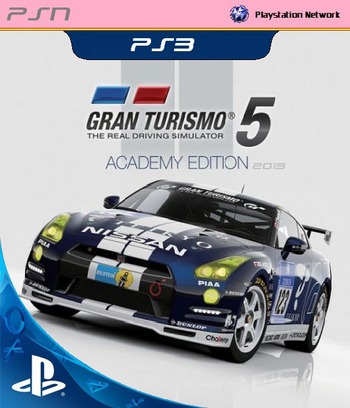 PSN
Playstation Network
PS3
GRAN TURISMO® 5
THE REAL DRIVING SIMULATOR
ACADEMY EDITION 2013
NISSAN
TOKYO
PIAA
PIAA
DUNLOP
DUNLOP
123